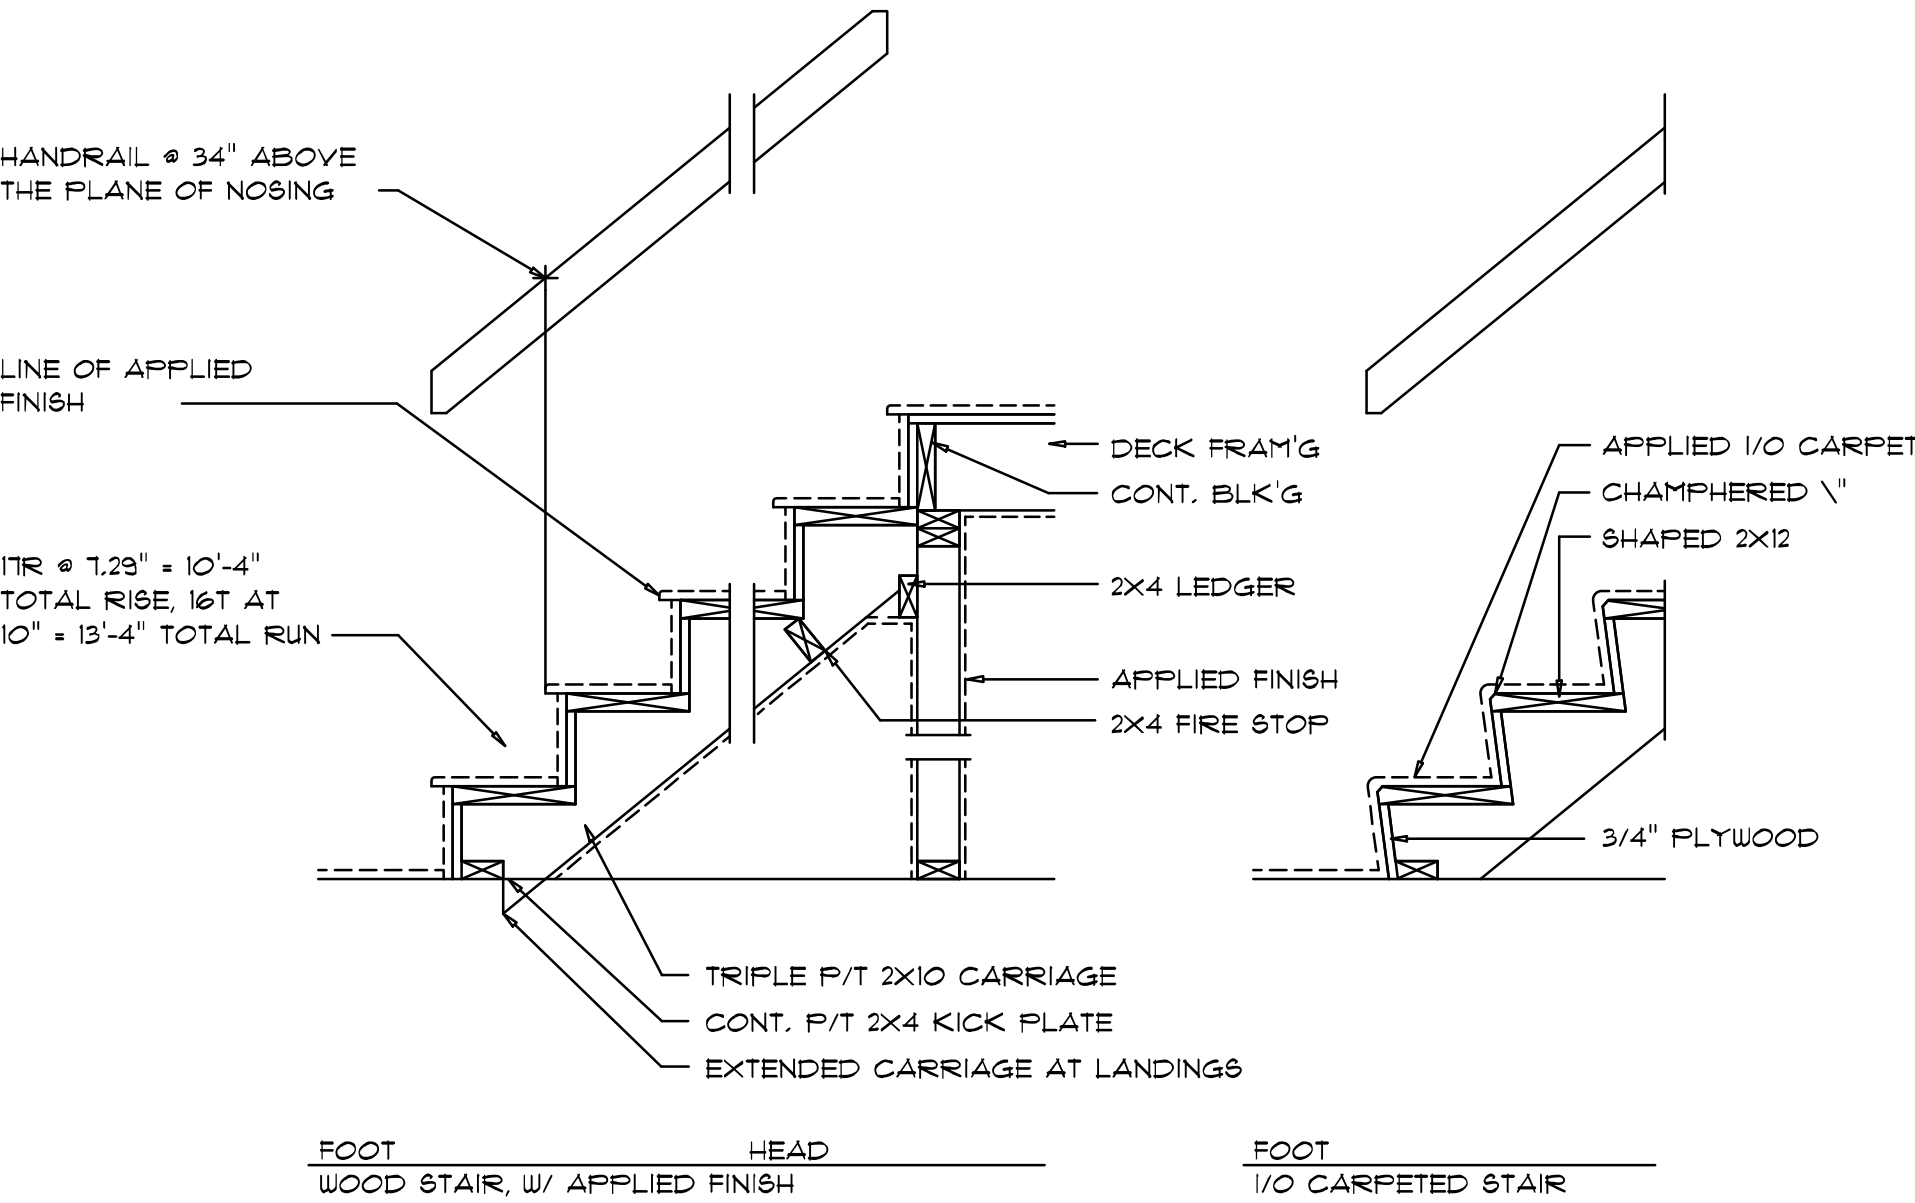 HANDRAIL @ 34" ABOVE
THE PLANE OF NOSING
LINE OF APPLIED
FINISH
17R @ 7.29" = 10'-4"
TOTAL RISE, 16T AT
10" = 13'-4" TOTAL RUN
DECK FRAM'G
CONT. BLK'G
2X4 LEDGER
APPLIED FINISH
2X4 FIRE STOP
TRIPLE P/T 2X10 CARRIAGE
CONT. P/T 2X4 KICK PLATE
EXTENDED CARRIAGE AT LANDINGS
FOOT HEAD
WOOD STAIR, W/ APPLIED FINISH
APPLIED I/O CARPET
CHAMPHERED \"
SHAPED 2X12
3/4" PLYWOOD
FOOT
I/O CARPETED STAIR